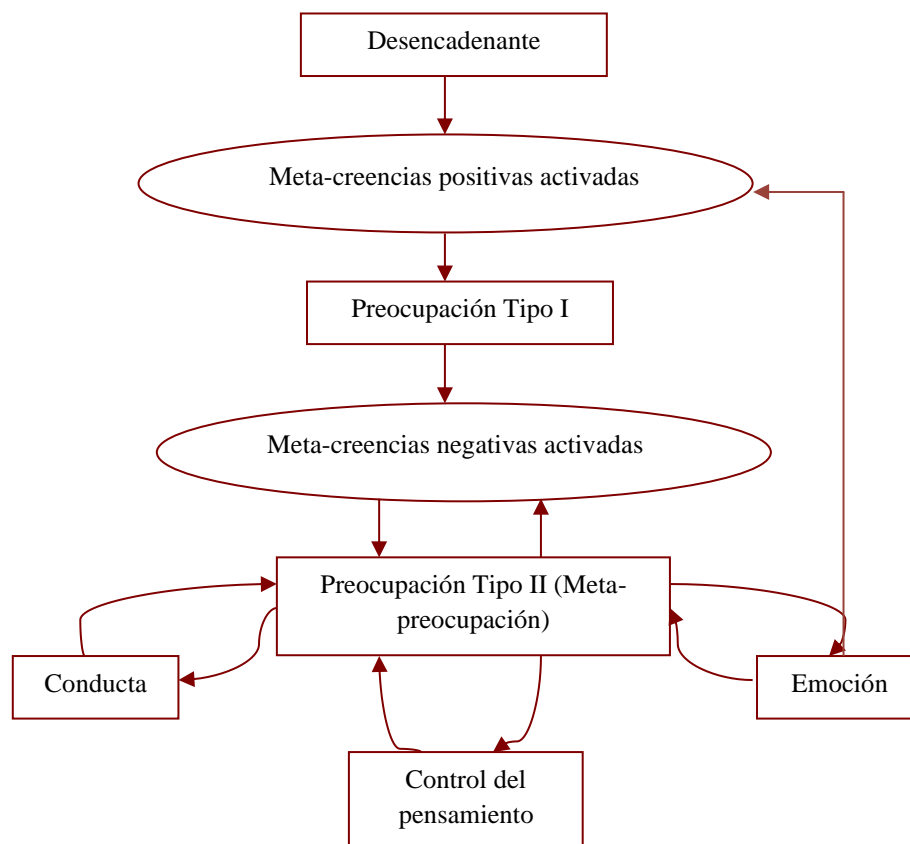 Desencadenante
Meta-creencias positivas activadas
Preocupación Tipo I
Meta-creencias negativas activadas
Preocupación Tipo II (Meta-
preocupación)
Conducta
Emoción
Control del
pensamiento